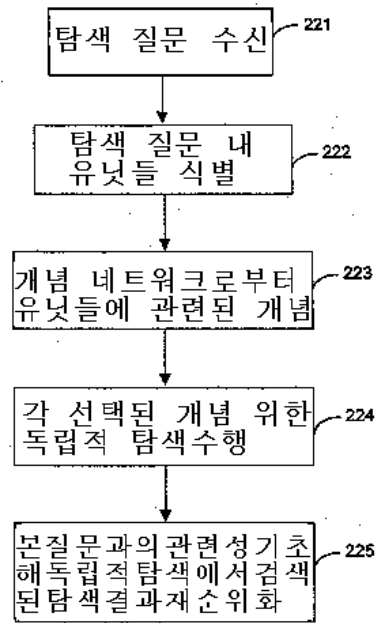 탐색 질문 수신
221
탐색 질문 내
유닛들 식별
222
개념 네트워크로부터
유닛들에 관련된 개념
223
각 선택된 개념 위한
독립적 탐색수행
224
본질문과의관련성기초
해독립적탐색에서검색
된탐색결과재순위화
225